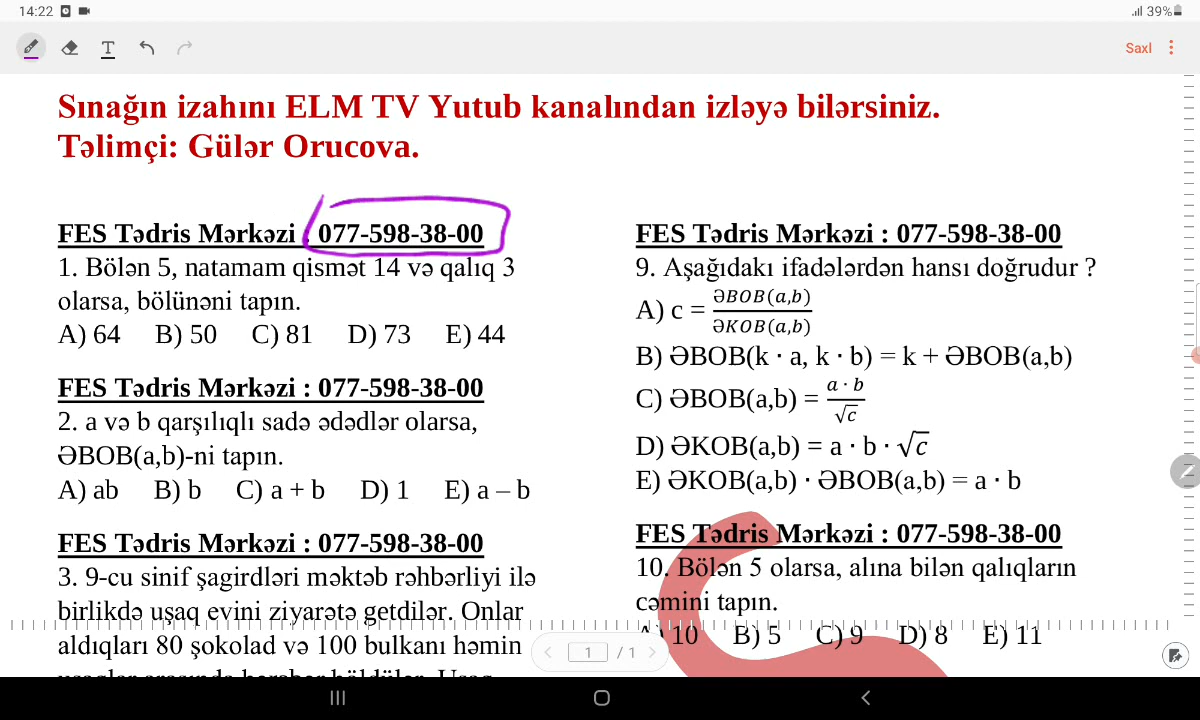 14:22
39%
Saxl
Sınağın izahını ELM TV Yutub kanalından izləyə bilərsiniz.
Təlimçi: Gülər Orucova.
FES Tədris Mərkəzi : 077-598-38-00
1. Bölən 5, natamam qismət 14 və qalıq 3
olarsa, bölünəni tapın.
A) 64 B) 50 C) 81 D) 73 E) 44
FES Tədris Mərkəzi : 077-598-38-00
2. a və b qarşılıqlı sadə ədədlər olarsa,
ƏBOB(a,b)-ni tapın.
A) ab B) b C) a + b D) 1 E) a – b
FES Tədris Mərkəzi : 077-598-38-00
3. 9-cu sinif şagirdləri məktəb rəhbərliyi ilə
birlikdə uşaq evini ziyarətə getdilər. Onlar
aldıqları 80 şokolad və 100 bulkanı həmin
FES Tədris Mərkəzi : 077-598-38-00
9. Aşağıdakı ifadələrdən hansı doğrudur ?
A) c = ƏBOB(a,b) / ƏKOB(a,b)
B) ƏBOB(k · a, k · b) = k + ƏBOB(a,b)
C) ƏBOB(a,b) = a · b / √c
D) ƏKOB(a,b) = a · b · √c
E) ƏKOB(a,b) · ƏBOB(a,b) = a · b
FES Tədris Mərkəzi : 077-598-38-00
10. Bölən 5 olarsa, alına bilən qalıqların
cəmini tapın.
A) 10 B) 5 C) 9 D) 8 E) 11
1 / 1